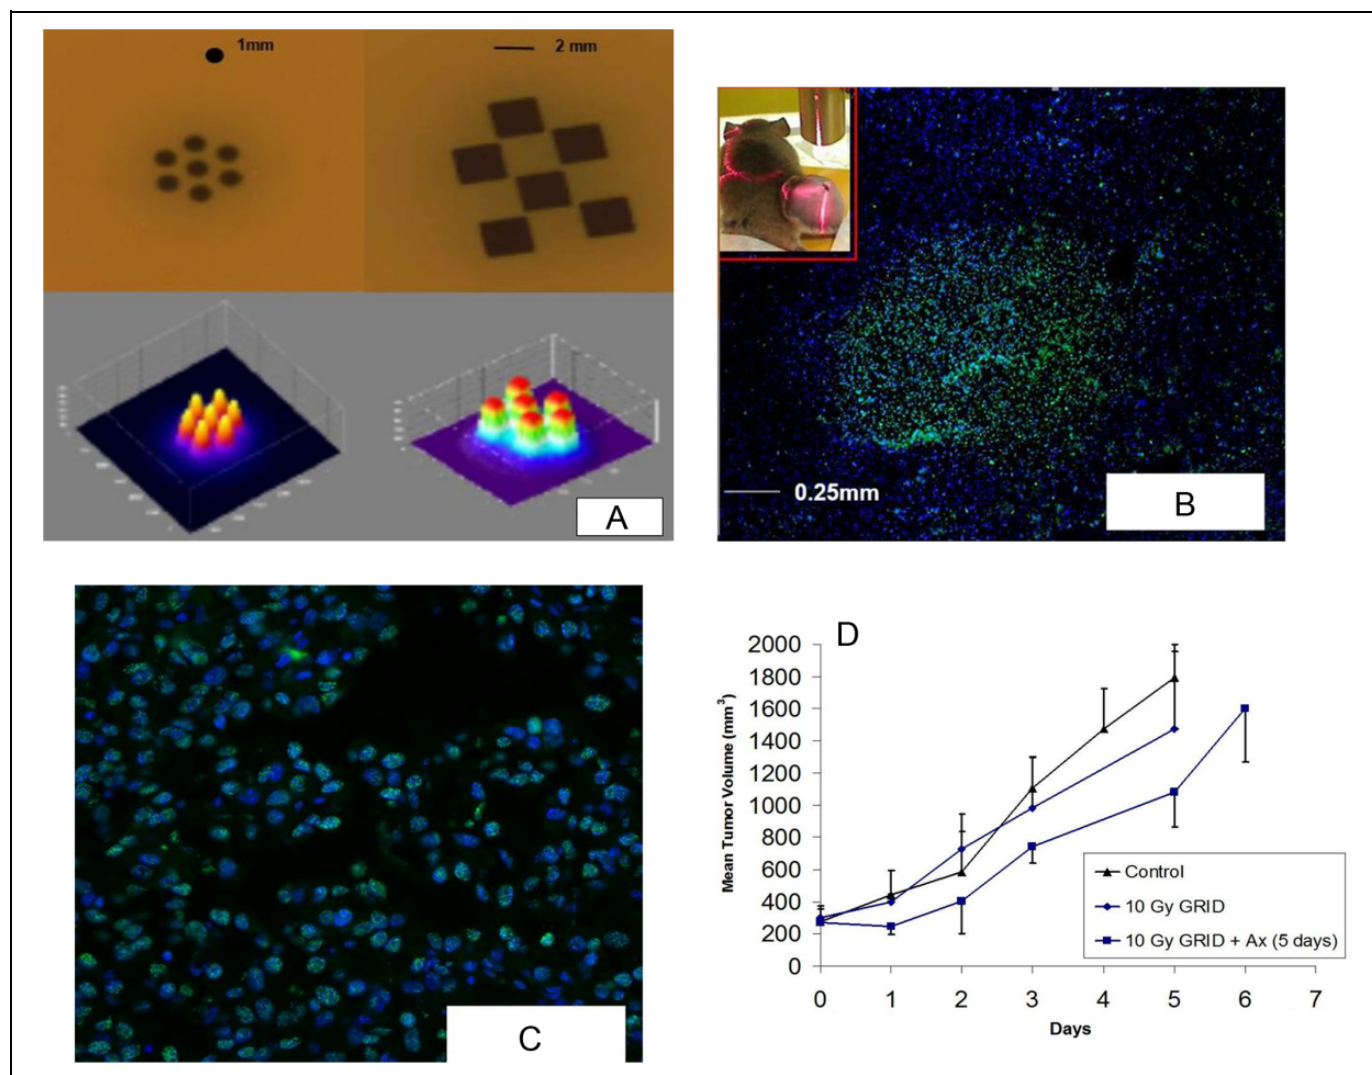 1mm
2 mm
A
0.25mm
B
C
D
Mean Tumor Volume (mm³)
2000
1800
1600
1400
1200
1000
800
600
400
200
0
0 1 2 3 4 5 6 7
Days
Control
10 Gy GRID
10 Gy GRID + Ax (5 days)